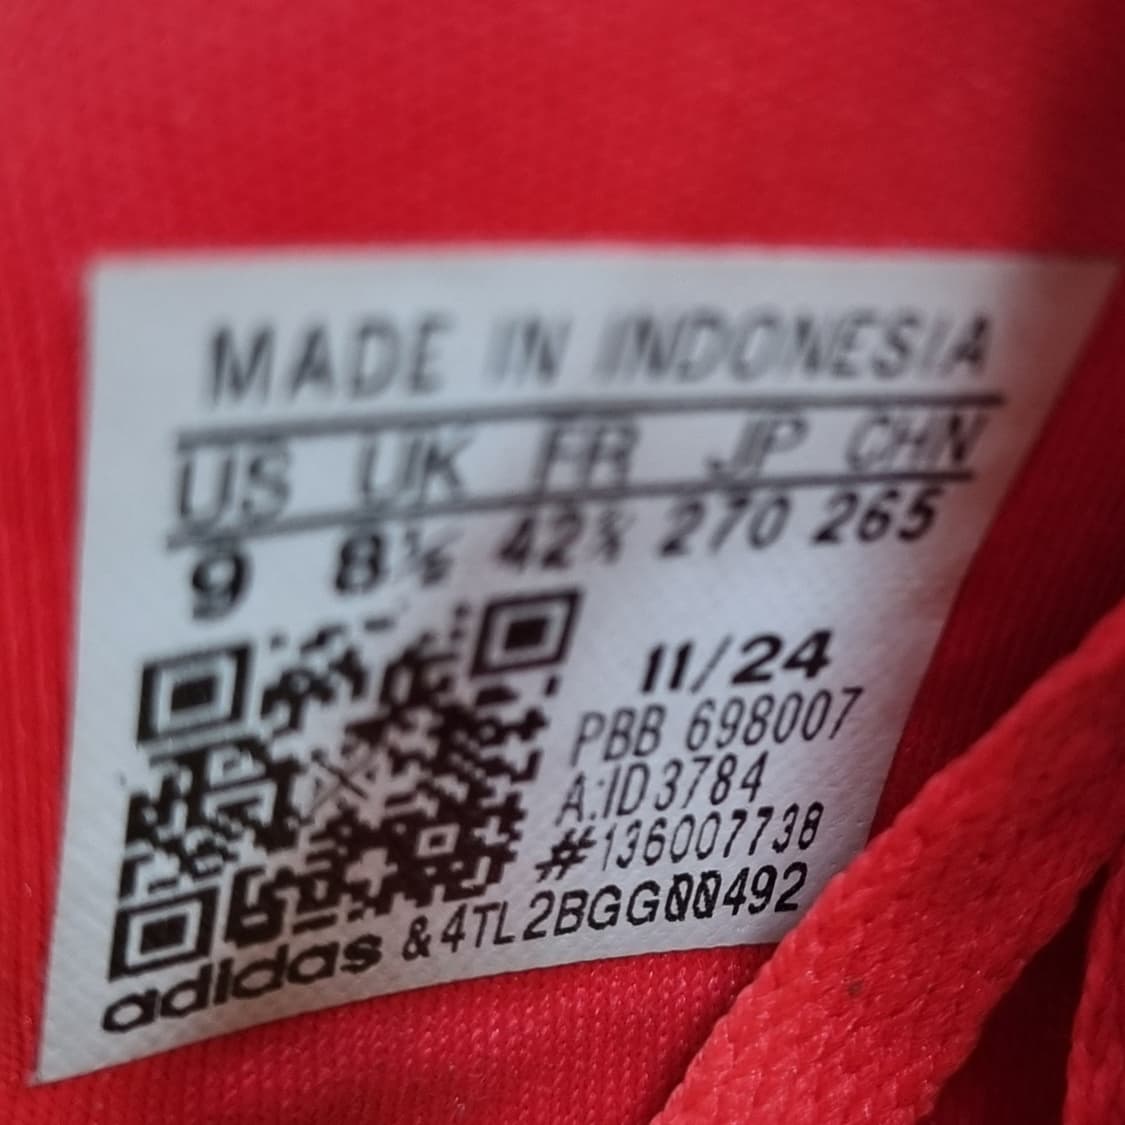 MADE IN INDONESIA
US UK FR JP CHN
9 8½ 42⅔ 270 265
11/24
PBB 698007
A:ID3784
#136007738
adidas &4TL2BGG00492